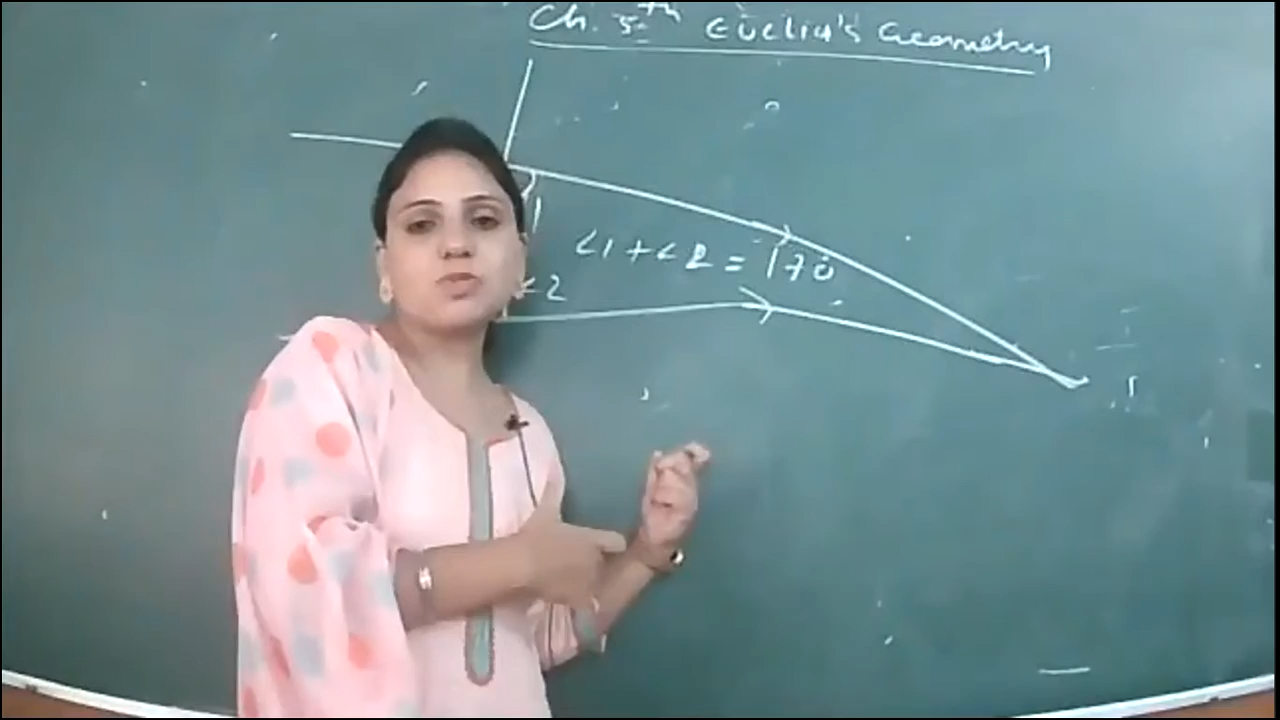 Ch. 5th Euclid's Geometry
1
<1 + <2 = 170°
<2